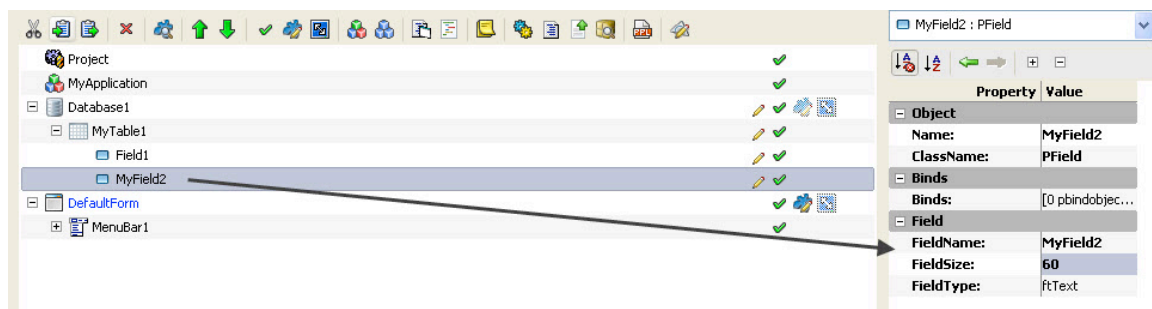 MyField2 : PField
Project
MyApplication
Database1
MyTable1
Field1
MyField2
DefaultForm
MenuBar1
Property Value
Object
Name: MyField2
ClassName: PField
Binds
Binds: [0 pbindobjec...
Field
FieldName: MyField2
FieldSize: 60
FieldType: ftText